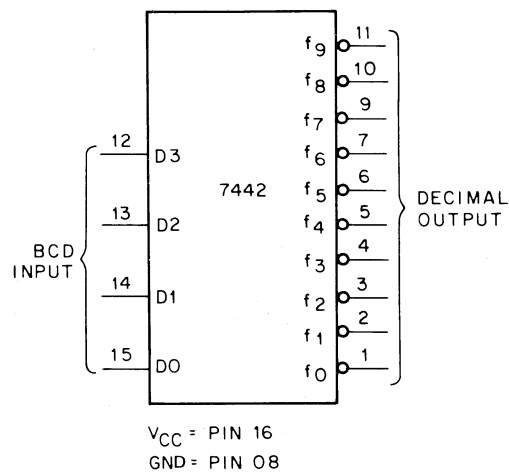 f9 11
f8 10
f7 9
12 D3 f6 7
7442 f5 6
DECIMAL
OUTPUT
13 D2 f4 5
BCD
INPUT
f3 4
14 D1 f2 3
f1 2
15 D0 f0 1
VCC = PIN 16
GND = PIN 08